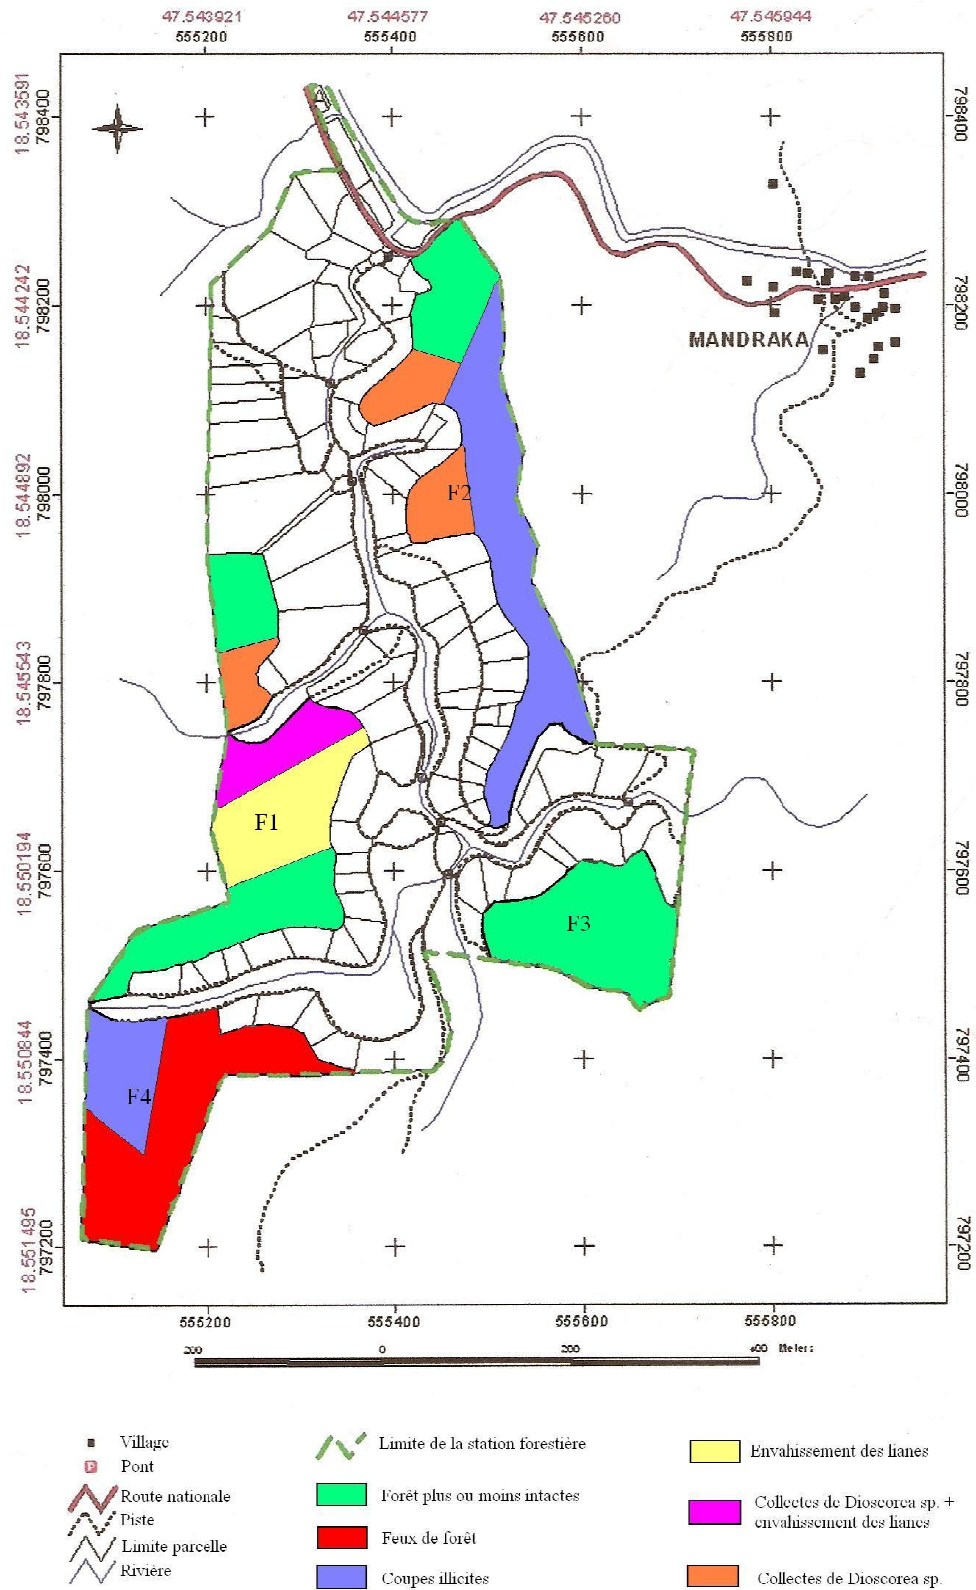 47.543921 47.544577 47.545260 47.545944
555200 555400 555600 555800
18.543591
798400
798400
18.544242
798200
798200
MANDRAKA
18.544892
798000
F2
798000
18.545543
797800
797800
F1
18.550194
797600
797600
F3
18.550844
797400
797400
F4
18.551495
797200
797200
555200 555400 555600 555800
200 0 200 400 Meters
Village
Pont
Route nationale
Piste
Limite parcelle
Rivière
Limite de la station forestière
Forêt plus ou moins intactes
Feux de forêt
Coupes illicites
Envahissement des lianes
Collectes de Dioscorea sp. +
envahissement des lianes
Collectes de Dioscorea sp.